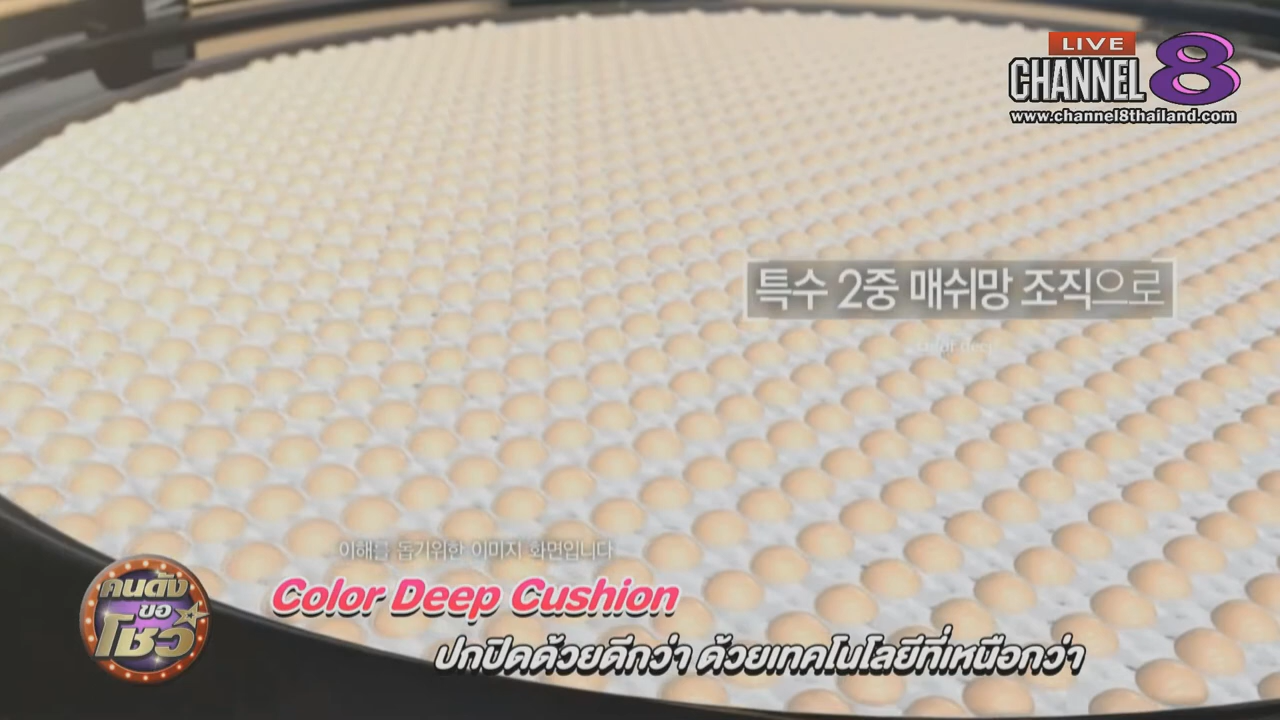 LIVE
CHANNEL 8
www.channel8thailand.com
특수 2중 매쉬망 조직으로
이해를 돕기위한 이미지 화면입니다
Color Deep Cushion
ปกปิดด้วยดีกว่า ด้วยเทคโนโลยีที่เหนือกว่า
คนดัง
ขอ
โชว์